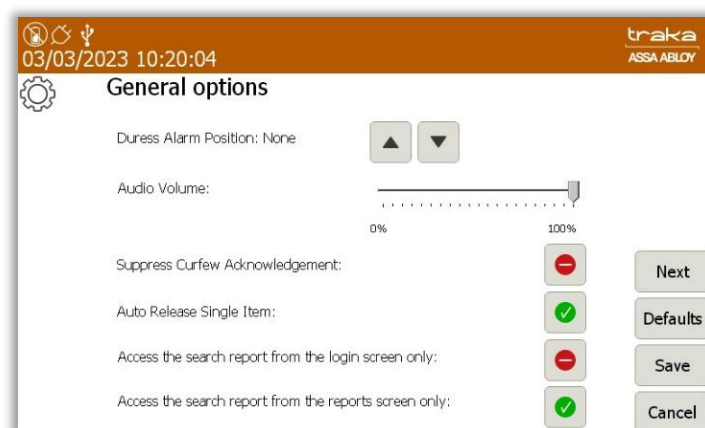 03/03/2023 10:20:04
traka
ASSA ABLOY
General options
Duress Alarm Position: None
Audio Volume:
0%
100%
Suppress Curfew Acknowledgement:
Next
Auto Release Single Item:
Defaults
Access the search report from the login screen only:
Save
Access the search report from the reports screen only:
Cancel